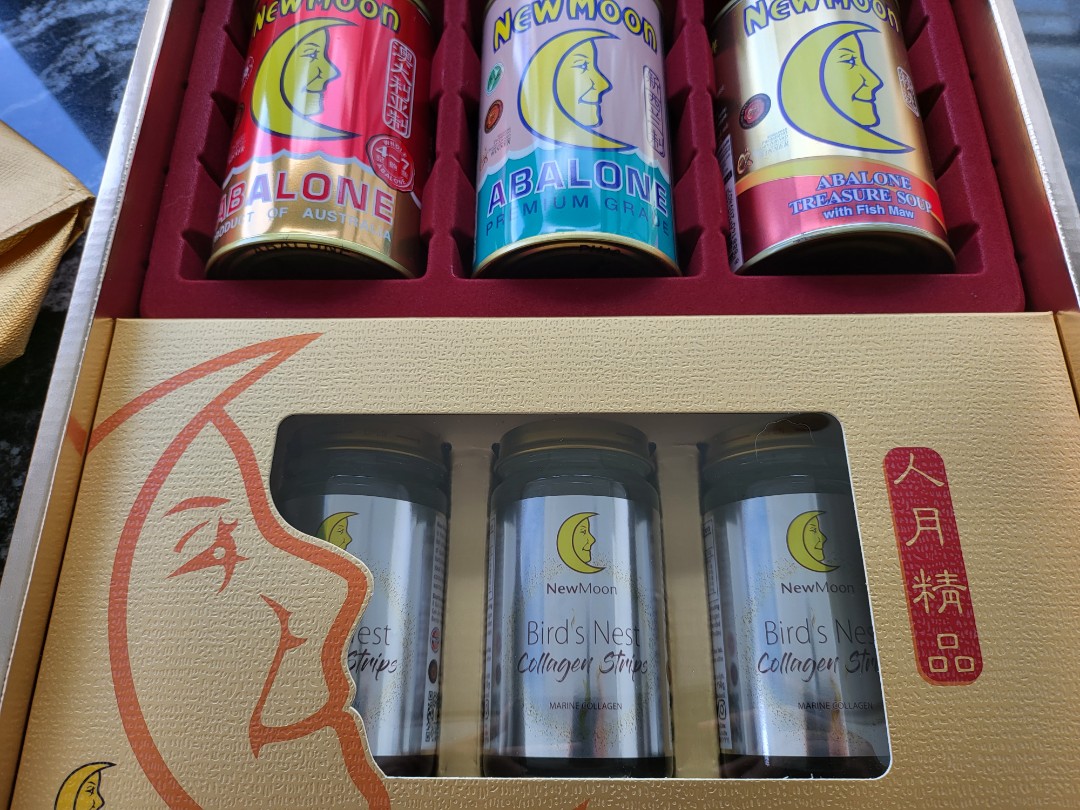 NEWMOON
ABALONE
PRODUCT OF AUSTRALIA
NEWMOON
ABALONE
PREMIUM GRADE
NEWMOON
ABALONE
TREASURE SOUP
with Fish Maw
人月精品
est
Strips
NewMoon
Bird's Nest
Collagen Strips
MARINE COLLAGEN
NewMoon
Bird's Nes
Collagen Stri
MARINE COLLAGEN